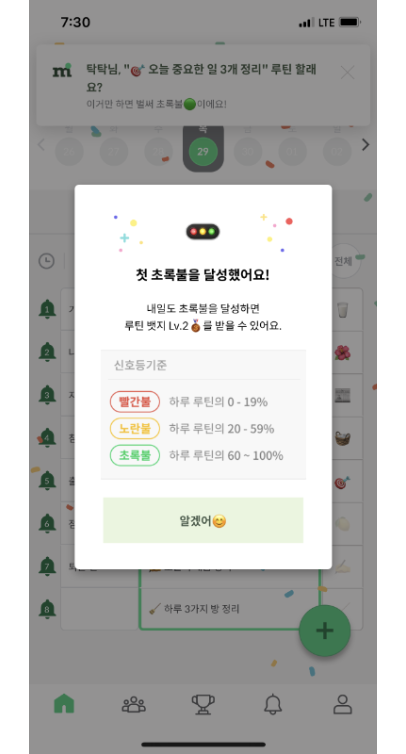 7:30
LTE
탁탁님, "🎯 오늘 중요한 일 3개 정리" 루틴 할래
요?
이거만 하면 벌써 초록불🟢이에요!
목
29
전체
첫 초록불을 달성했어요!
내일도 초록불을 달성하면
루틴 뱃지 Lv.2🏅를 받을 수 있어요.
신호등기준
빨간불 하루 루틴의 0 - 19%
노란불 하루 루틴의 20 - 59%
초록불 하루 루틴의 60 ~ 100%
알겠어😊
1
2
3
4
5
6
7
8
🧹 하루 3가지 방 정리